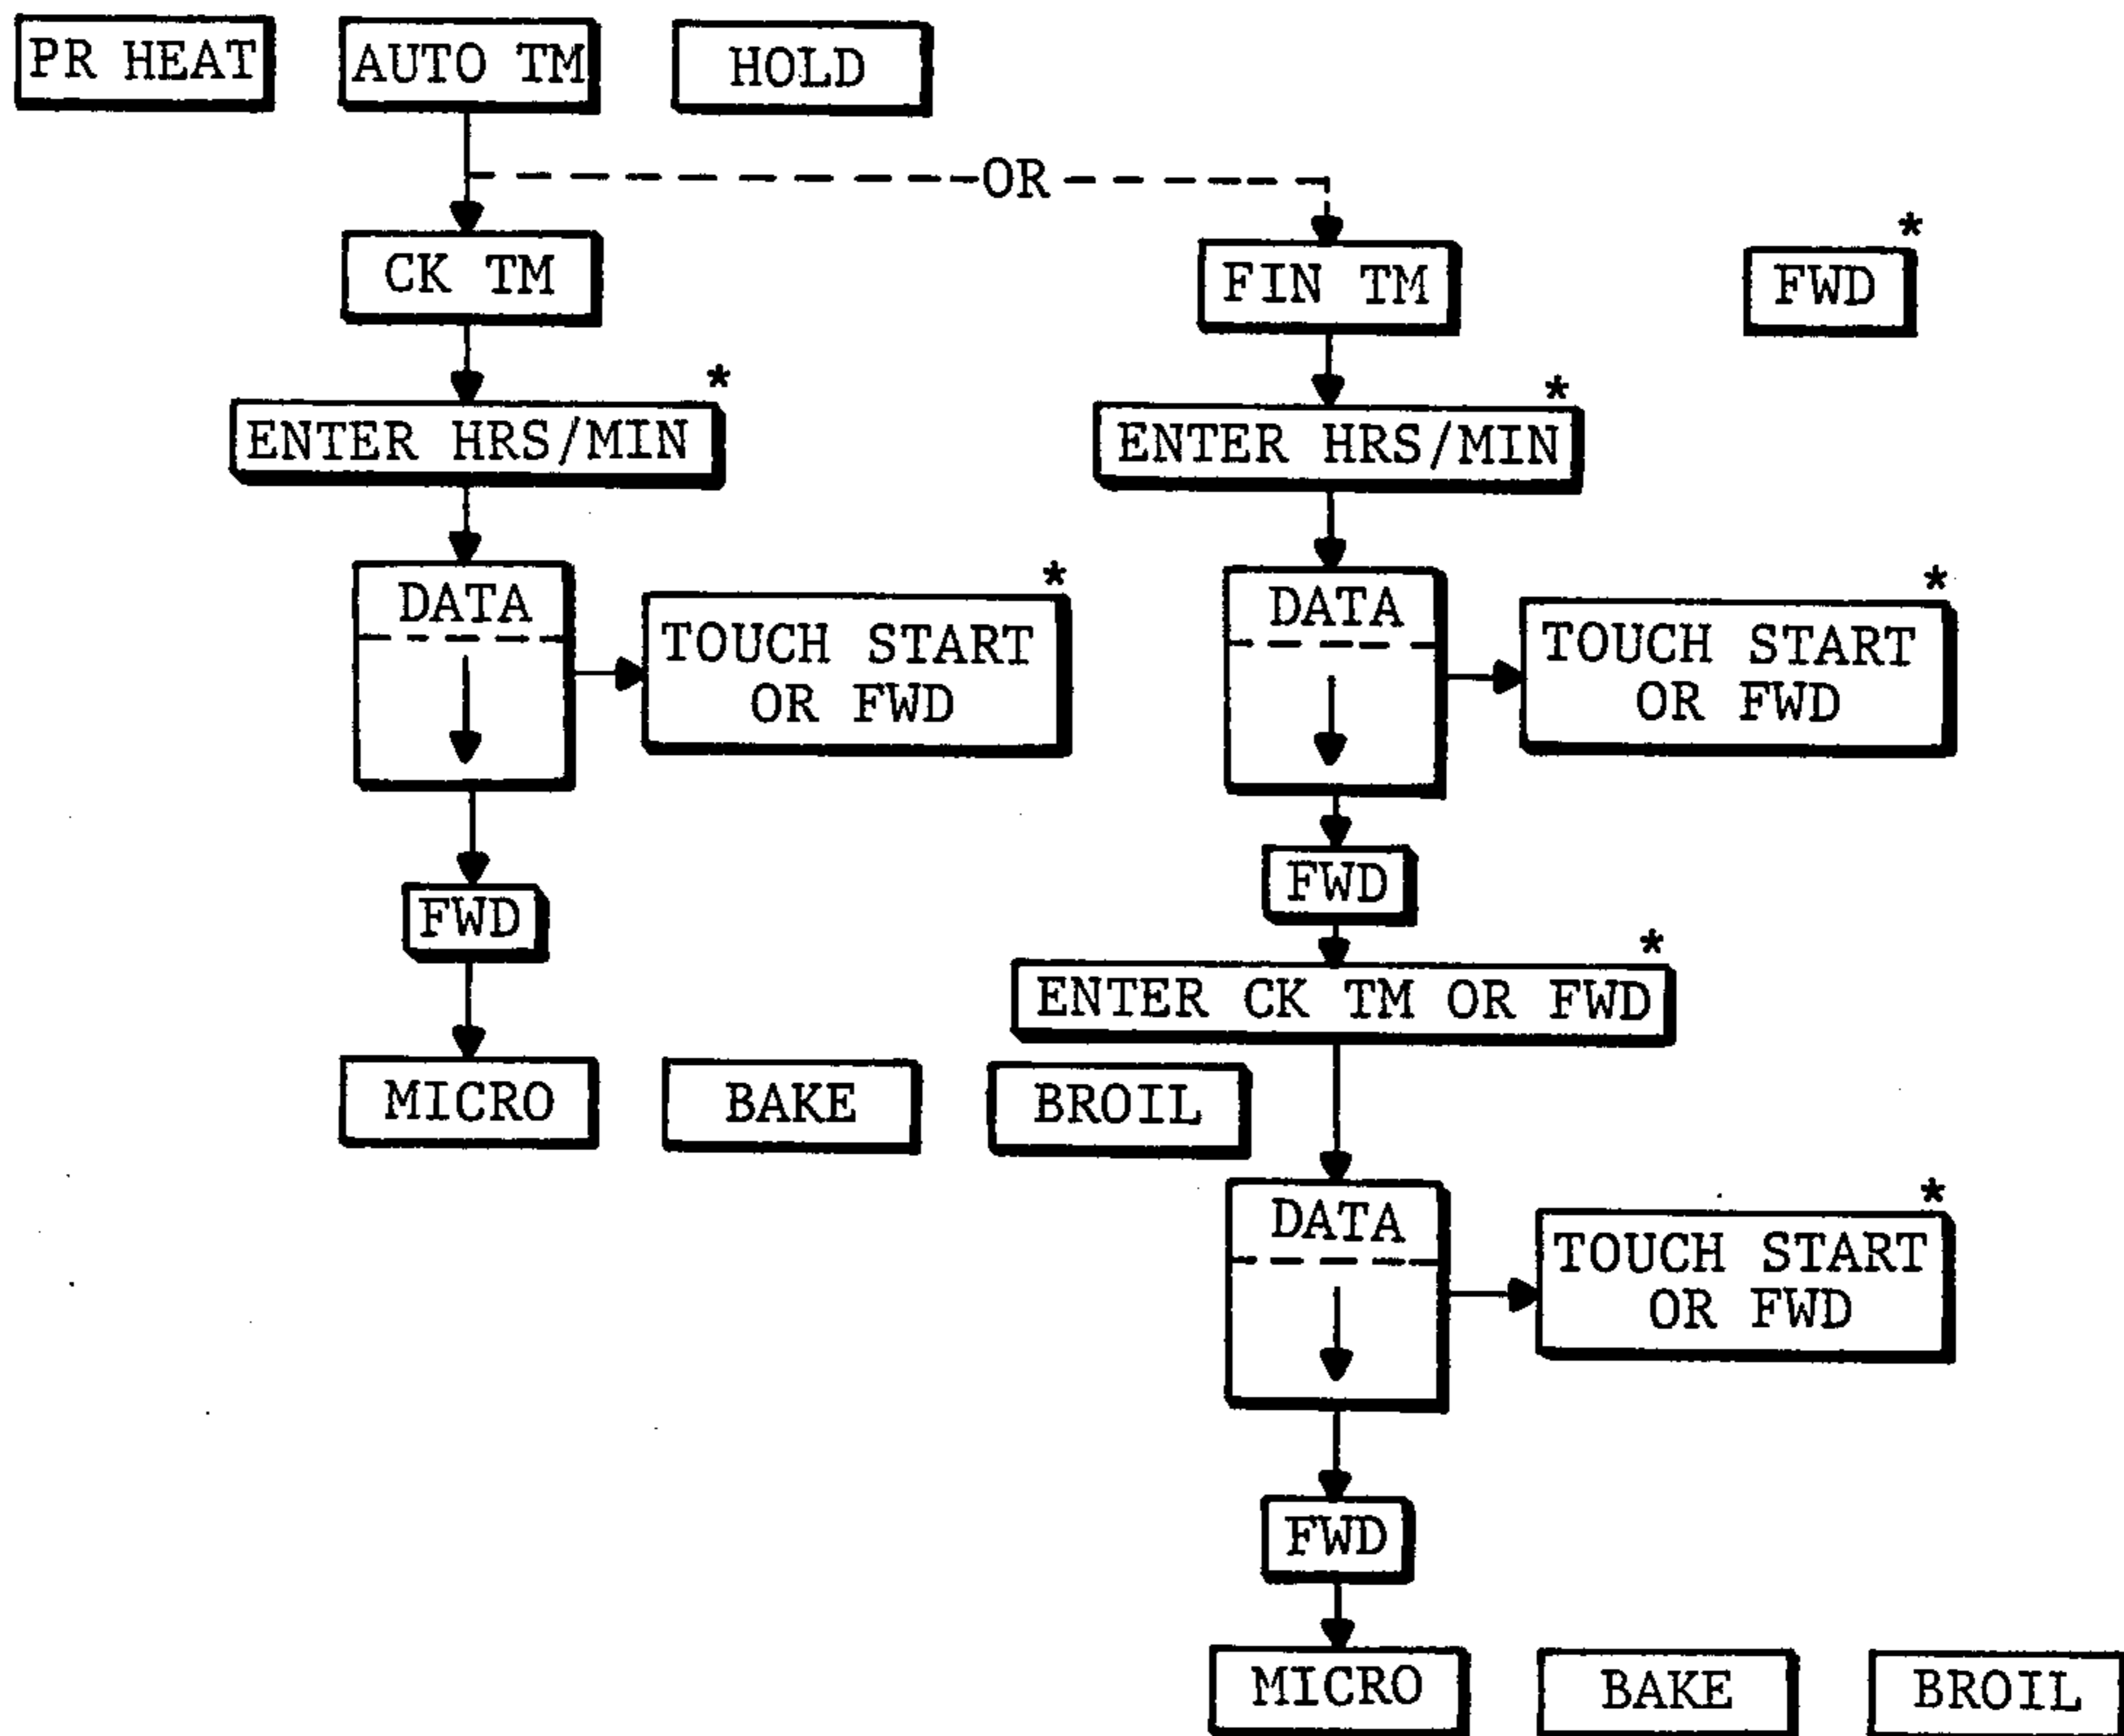 PR HEAT
AUTO TM
HOLD
OR
CK TM
FIN TM
*
FWD
*
ENTER HRS/MIN
*
ENTER HRS/MIN
DATA
*
TOUCH START
OR FWD
DATA
*
TOUCH START
OR FWD
FWD
FWD
*
ENTER CK TM OR FWD
MICRO
BAKE
BROIL
DATA
*
TOUCH START
OR FWD
FWD
MICRO
BAKE
BROIL